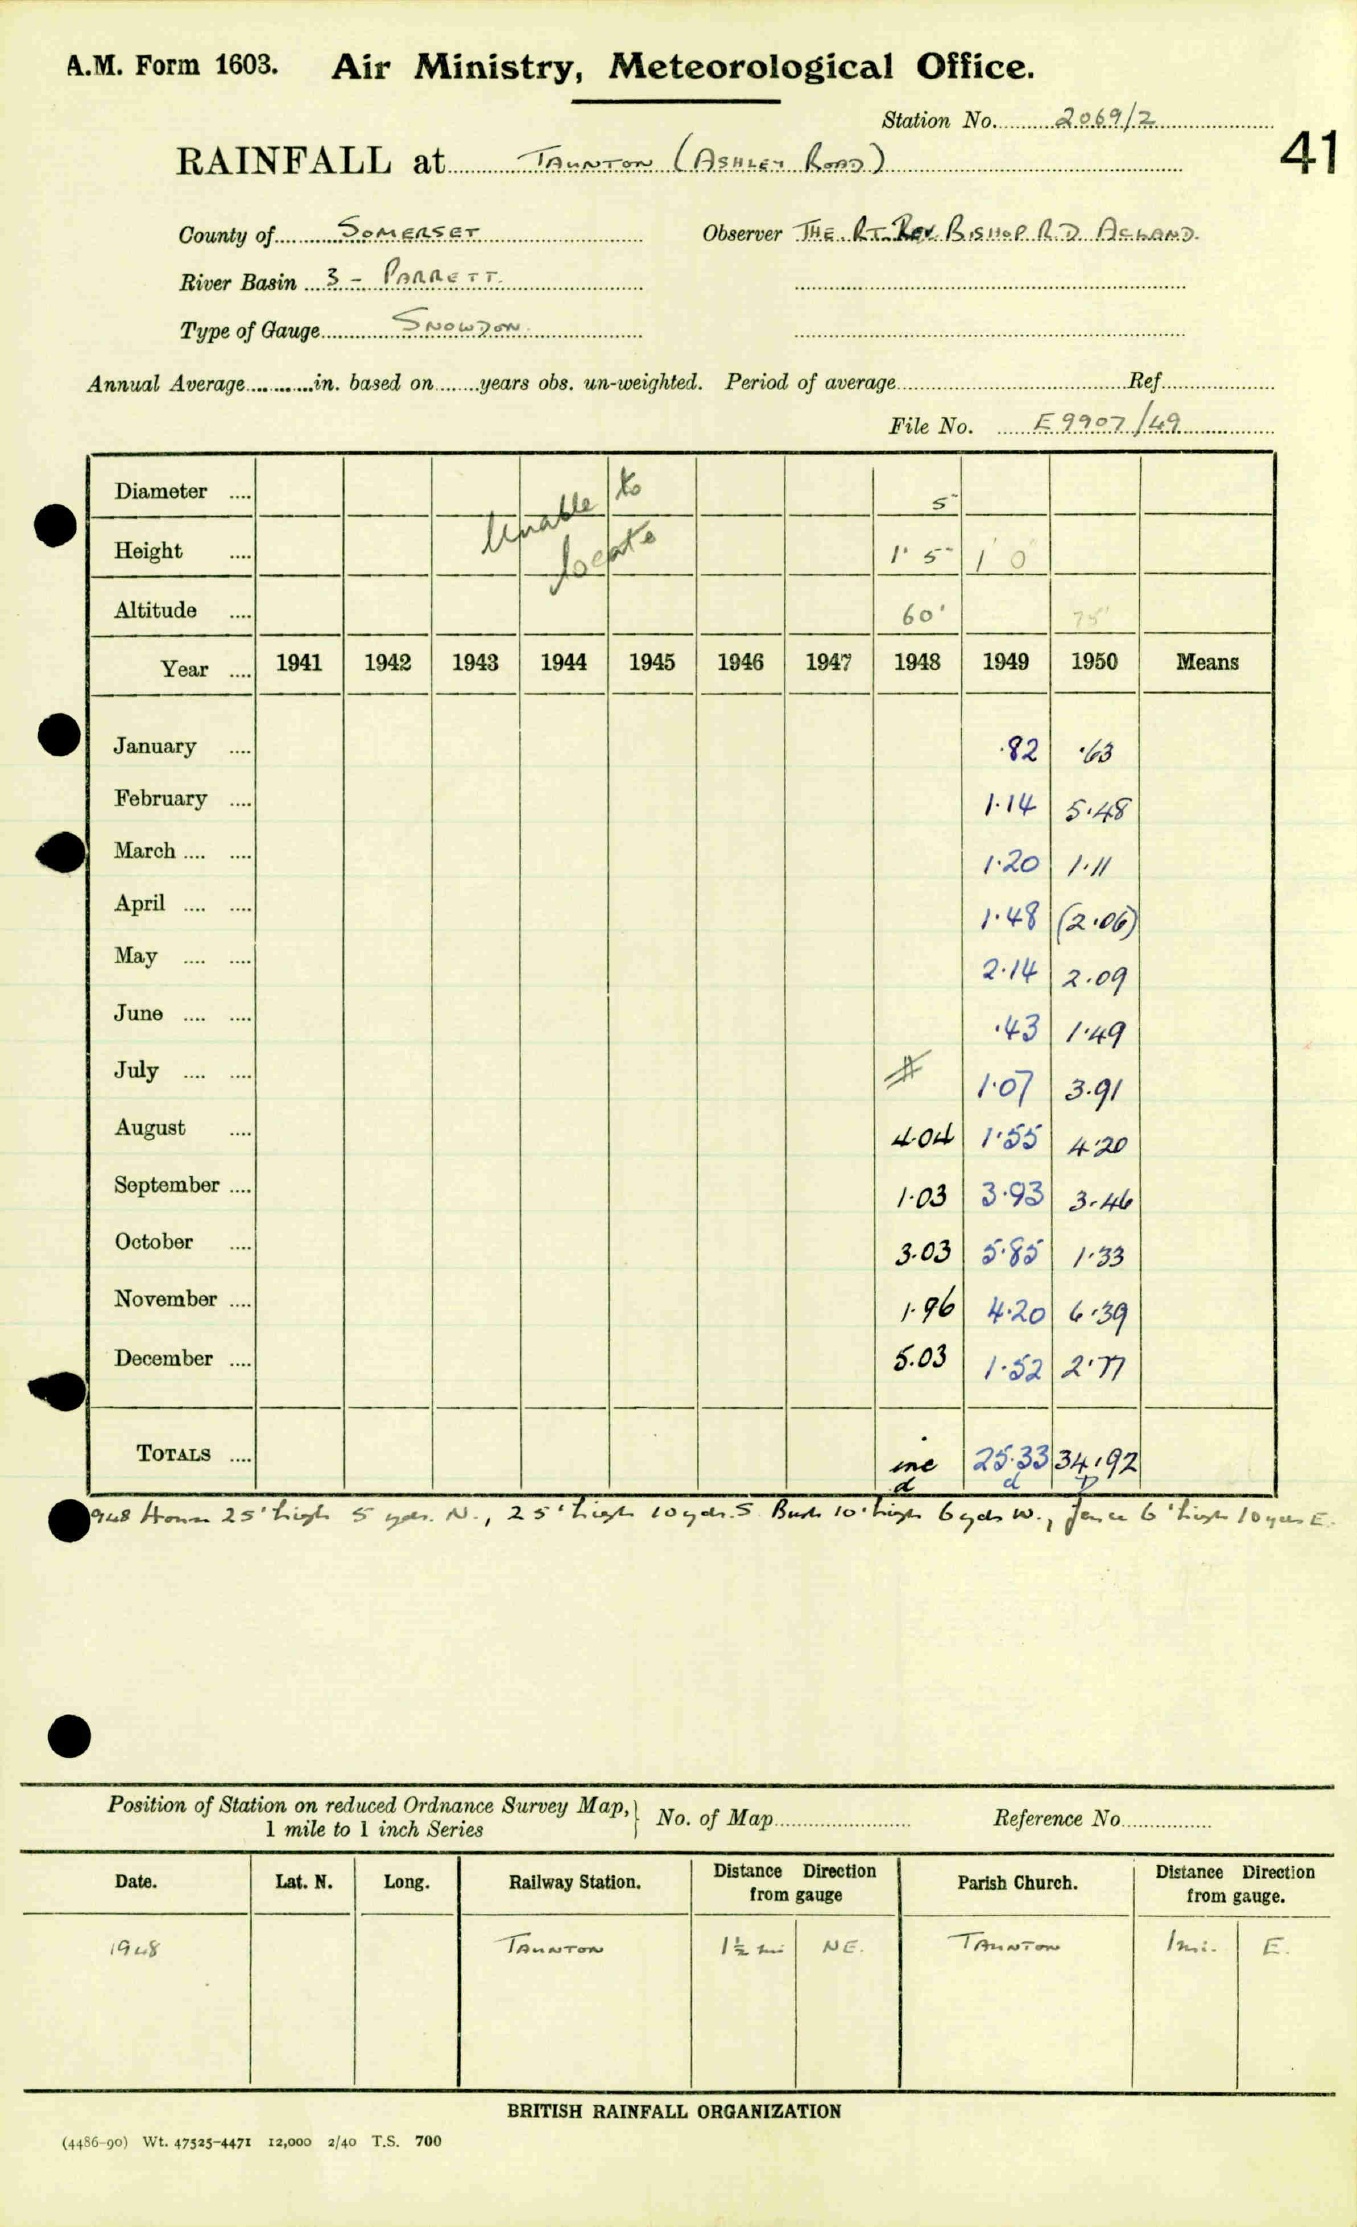 A.M. Form 1603. Air Ministry, Meteorological Office.
Station No. 2069/2
41
RAINFALL at TAUNTON (ASHLEY ROAD)
County of SOMERSET Observer THE RT. REV. BISHOP R.D ACLAND.
River Basin 3 - PARRETT.
Type of Gauge SNOWDON.
Annual Average in. based on years obs. un-weighted. Period of average Ref
File No. E9907/49
Diameter 5"
Unable to locate
Height 1' 5" 1' 0"
Altitude 60' 75'
Year 1941 1942 1943 1944 1945 1946 1947 1948 1949 1950 Means
January .82 .63
February 1.14 5.48
March 1.20 1.11
April 1.48 (2.06)
May 2.14 2.09
June .43 1.49
July 1.07 3.91
August 4.04 1.55 4.20
September 1.03 3.93 3.46
October 3.03 5.85 1.33
November 1.96 4.20 6.39
December 5.03 1.52 2.77
TOTALS inc 25.33 34.92
d d D
1948 House 25' high 5 yds. N., 25' high 10 yds. S Bush 10' high 6 yds W., fence 6' high 10 yds E.
Position of Station on reduced Ordnance Survey Map, 1 mile to 1 inch Series } No. of Map Reference No
Date. Lat. N. Long. Railway Station. Distance Direction from gauge Parish Church. Distance Direction from gauge.
1948 TAUNTON 1½ mi NE. TAUNTON 1 mi. E.
BRITISH RAINFALL ORGANIZATION
(4486-90) Wt. 47525-4471 12,000 2/40 T.S. 700